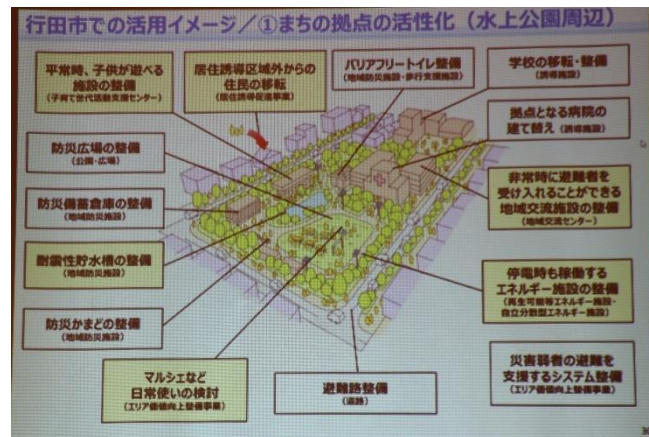 行田市での活用イメージ／①まちの拠点の活性化（水上公園周辺）
平常時、子供が遊べる
施設の整備
（子育て世代活動支援センター）
居住誘導区域外からの
住民の移転
（居住誘導促進事業）
バリアフリートイレ整備
（地域防災施設・歩行支援施設）
学校の移転・整備
（誘導施設）
防災広場の整備
（公園・広場）
拠点となる病院の
建て替え（誘導施設）
防災備蓄倉庫の整備
（地域防災施設）
非常時に避難者を
受け入れることができる
地域交流施設の整備
（地域交流センター）
耐震性貯水槽の整備
（地域防災施設）
停電時も稼働する
エネルギー施設の整備
（再生可能等エネルギー施設・
自立分散型エネルギー施設）
防災かまどの整備
（地域防災施設）
マルシェなど
日常使いの検討
（エリア価値向上整備事業）
避難路整備
（道路）
災害弱者の避難を
支援するシステム整備
（エリア価値向上整備事業）